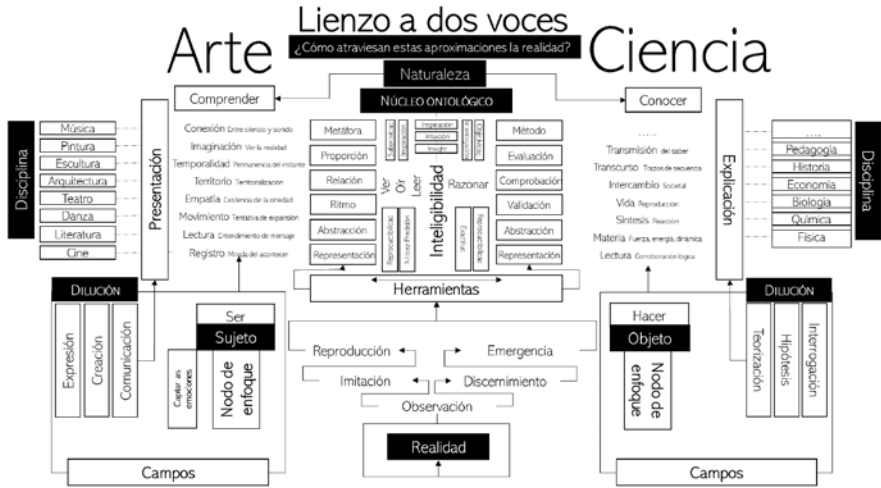 Lienzo a dos voces
Arte
¿Cómo atraviesan estas aproximaciones la realidad?
Ciencia
Naturaleza
NÚCLEO ONTOLÓGICO
Comprender
Conocer
Disciplina
Música
Pintura
Escultura
Arquitectura
Teatro
Danza
Literatura
Cine
Presentación
Conexión Entre silencio y sonido
Imaginación Ver la realidad
Temporalidad Permanencia del instante
Territorio Territorialización
Empatía Evidencia de la otredad
Movimiento Tentativa de expansión
Lectura Entendimiento de mensaje
Registro Mirada del acontecer
Metáfora
Proporción
Relación
Ritmo
Abstracción
Representación
Inspiración
Intuición
Insight
Ver
Oír
Leer
Inteligibilidad
Razonar
Método
Evaluación
Comprobación
Validación
Abstracción
Representación
Herramientas
Transmisión del saber
Transcurso Trazos de secuencia
Intercambio Societal
Vida Reproducción
Síntesis Reacción
Materia Fuerza, energía, dinámica
Lectura Corroboración lógica
Explicación
....
Pedagogía
Historia
Economía
Biología
Química
Física
Disciplina
DILUCIÓN
Expresión
Creación
Comunicación
Ser
Sujeto
Captar as emociones
Nodo de enfoque
Campos
Reproducción
Emergencia
Imitación
Discernimiento
Observación
Realidad
Hacer
Objeto
Nodo de enfoque
DILUCIÓN
Teorización
Hipótesis
Interrogación
Campos